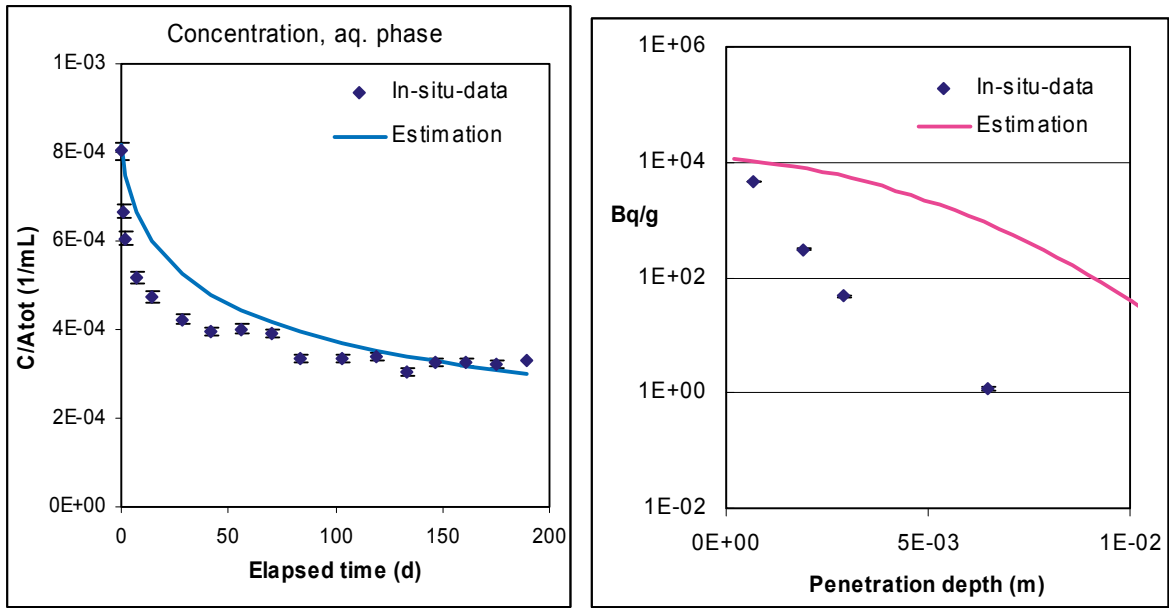 Concentration, aq. phase
1E-03
8E-04
6E-04
4E-04
2E-04
0E+00
C/Atot (1/mL)
In-situ-data
Estimation
0
50
100
150
200
Elapsed time (d)
1E+06
1E+04
1E+02
1E+00
1E-02
Bq/g
In-situ-data
Estimation
0E+00
5E-03
1E-02
Penetration depth (m)